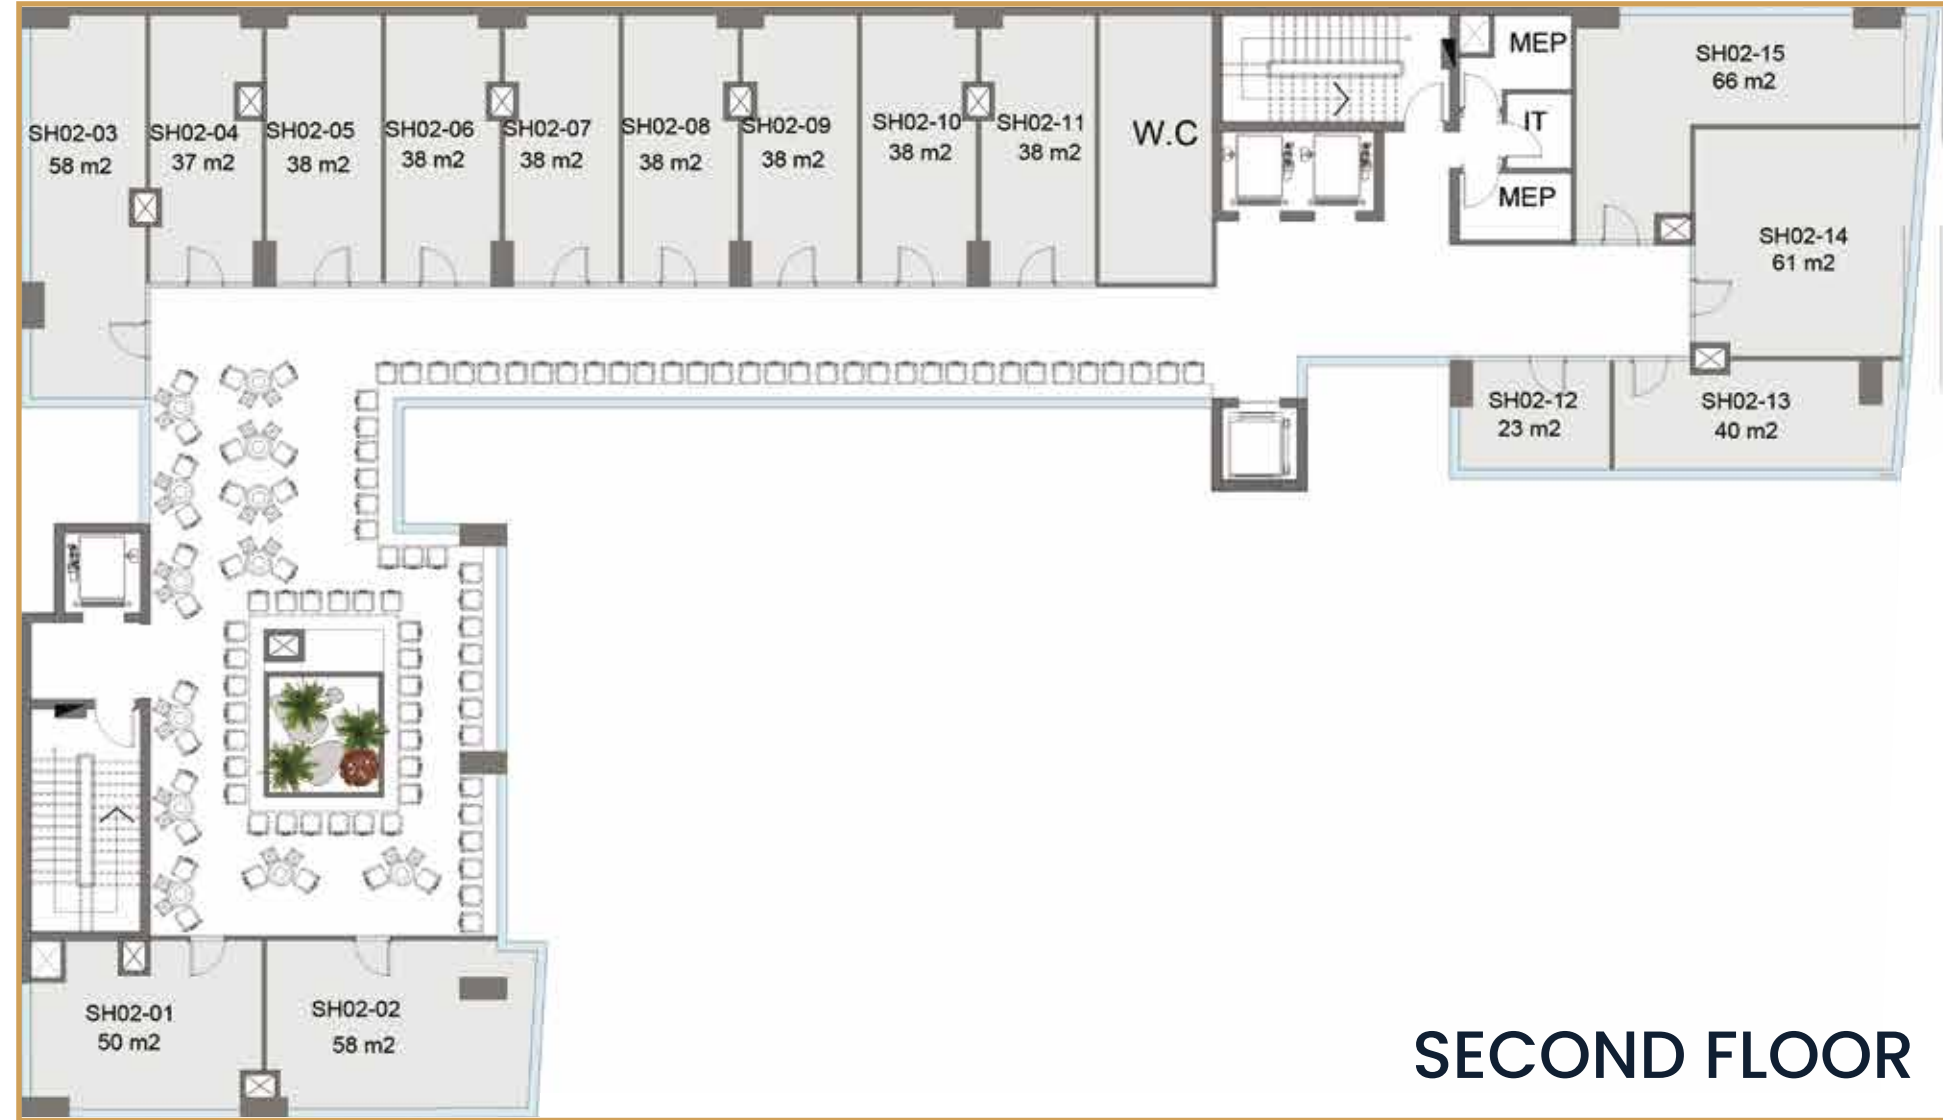 SH02-03
58 m2
SH02-04
37 m2
SH02-05
38 m2
SH02-06
38 m2
SH02-07
38 m2
SH02-08
38 m2
SH02-09
38 m2
SH02-10
38 m2
SH02-11
38 m2
W.C
MEP
IT
MEP
SH02-15
66 m2
SH02-14
61 m2
SH02-12
23 m2
SH02-13
40 m2
SH02-01
50 m2
SH02-02
58 m2
SECOND FLOOR